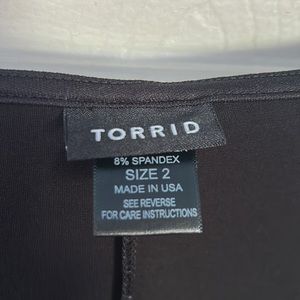 TORRID
8% SPANDEX
SIZE 2
MADE IN USA
SEE REVERSE
FOR CARE INSTRUCTIONS